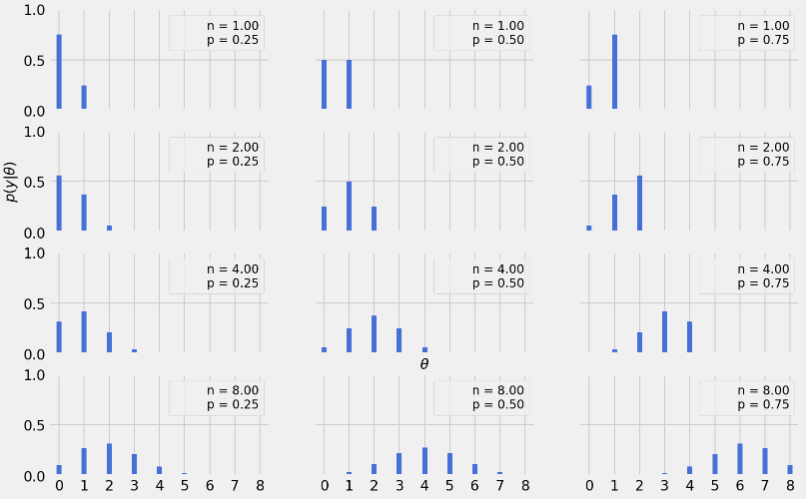 1.0
n = 1.00
p = 0.25
n = 1.00
p = 0.50
n = 1.00
p = 0.75
0.5
0.0
1.0
n = 2.00
p = 0.25
n = 2.00
p = 0.50
n = 2.00
p = 0.75
p(y|θ)
0.5
0.0
1.0
n = 4.00
p = 0.25
n = 4.00
p = 0.50
n = 4.00
p = 0.75
0.5
0.0
θ
1.0
n = 8.00
p = 0.25
n = 8.00
p = 0.50
n = 8.00
p = 0.75
0.5
0.0
0 1 2 3 4 5 6 7 8
0 1 2 3 4 5 6 7 8
0 1 2 3 4 5 6 7 8